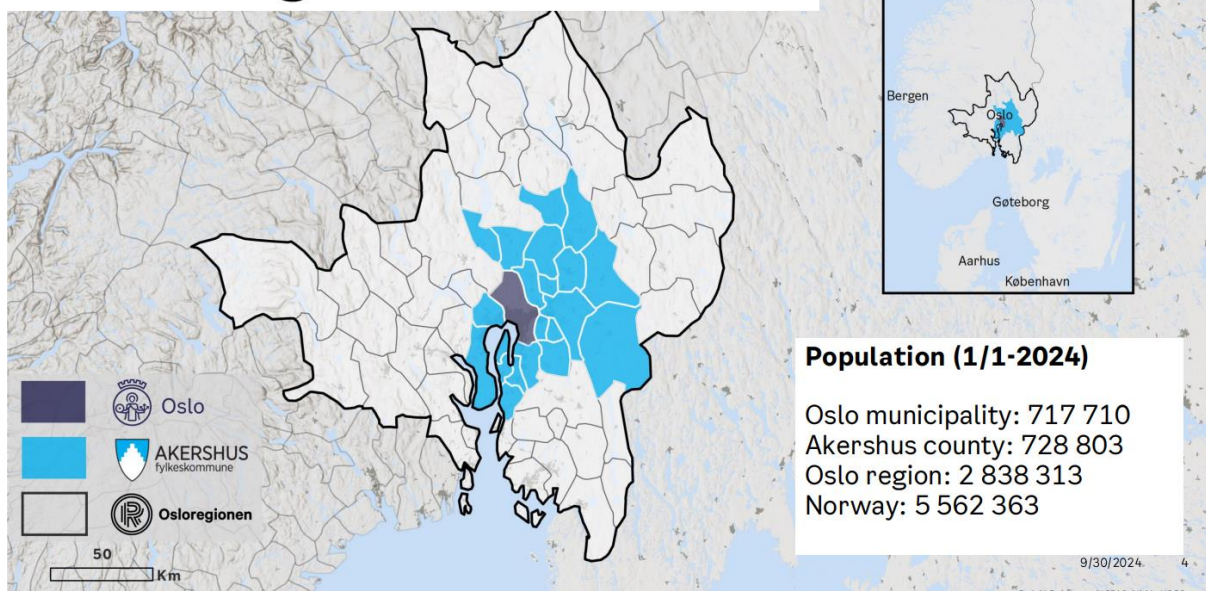 Bergen
Oslo
Gøteborg
Aarhus
København
Population (1/1-2024)
Oslo municipality: 717 710
Akershus county: 728 803
Oslo region: 2 838 313
Norway: 5 562 363
Oslo
AKERSHUS
fylkeskommune
Osloregionen
50
Km
9/30/2024
4